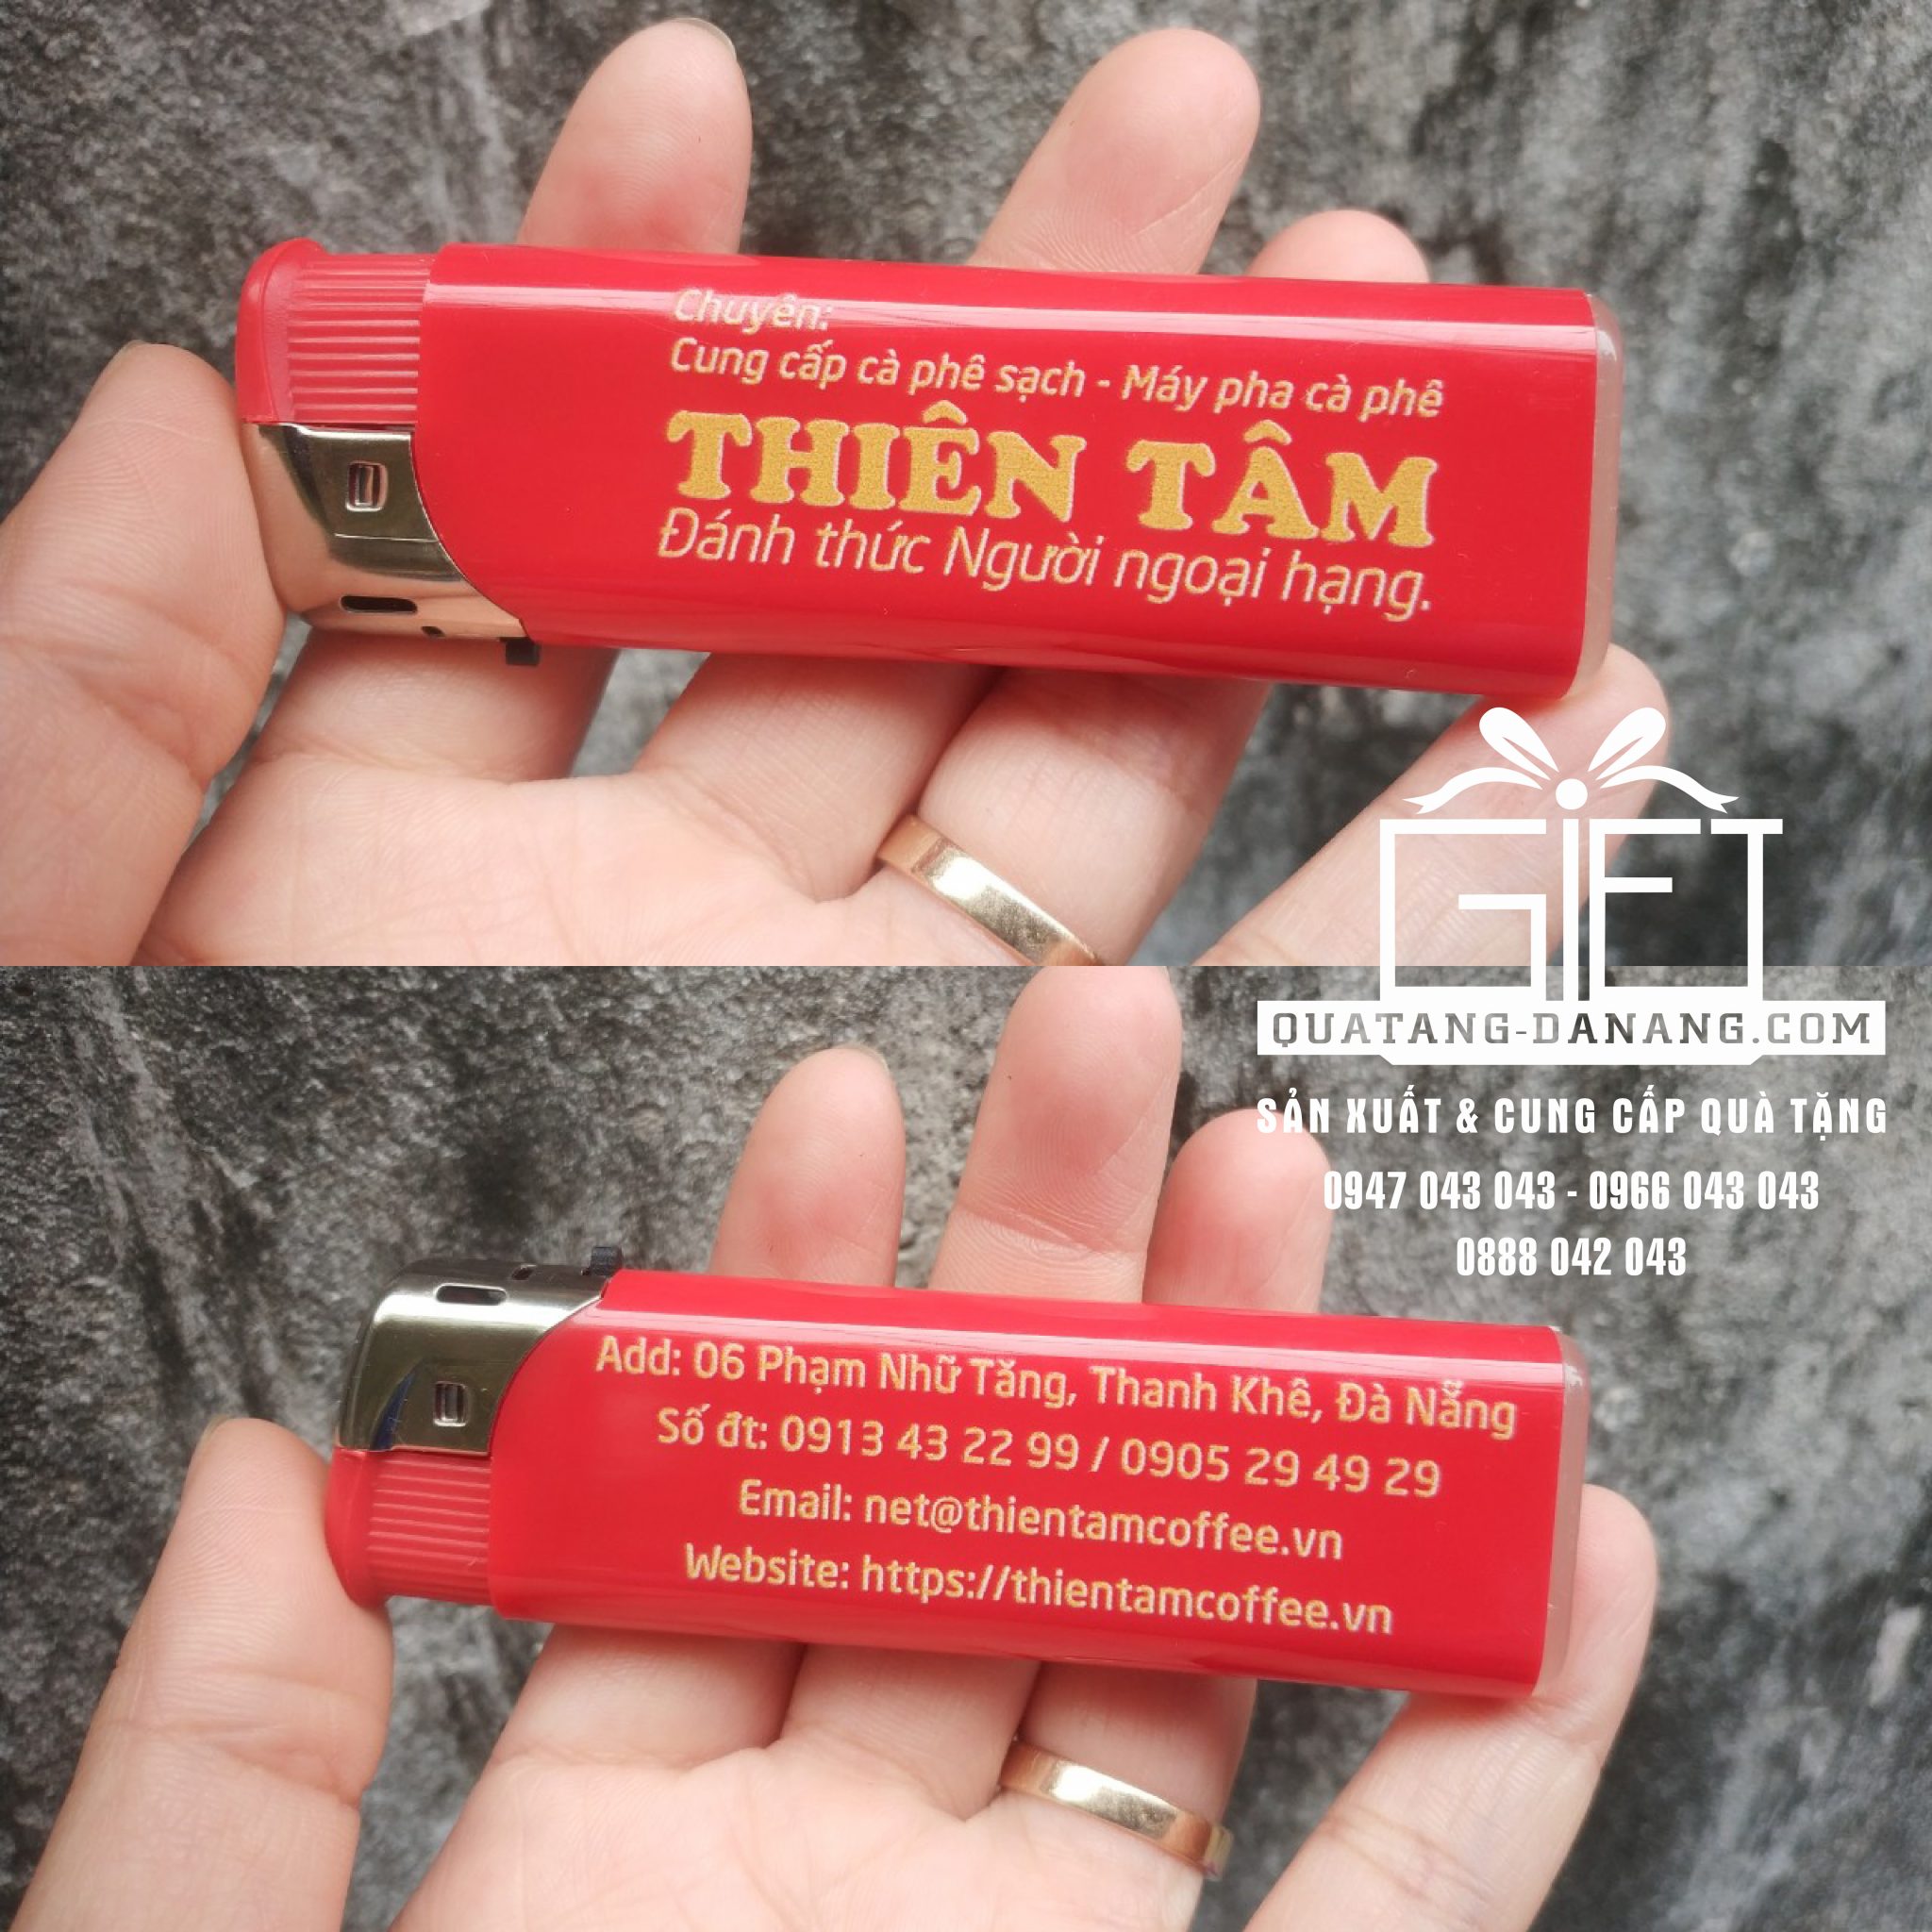 Chuyên:
Cung cấp cà phê sạch - Máy pha cà phê
THIÊN TÂM
Đánh thức Người ngoại hạng.
GIFT
QUATANG-DANANG.COM
SẢN XUẤT & CUNG CẤP QUÀ TẶNG
0947 043 043 - 0966 043 043
0888 042 043
Add: 06 Phạm Nhữ Tăng, Thanh Khê, Đà Nẵng
Số đt: 0913 43 22 99 / 0905 29 49 29
Email: net@thientamcoffee.vn
Website: https://thientamcoffee.vn